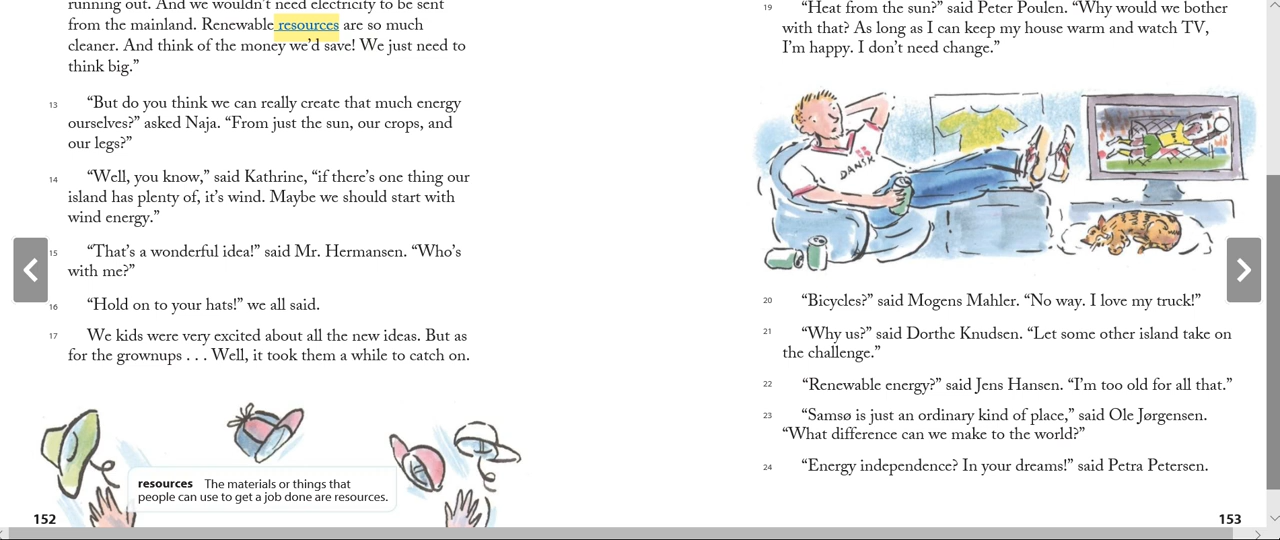 running out. And we wouldn't need electricity to be sent
from the mainland. Renewable resources are so much
cleaner. And think of the money we'd save! We just need to
think big.”
13 “But do you think we can really create that much energy
ourselves?” asked Naja. “From just the sun, our crops, and
our legs?”
14 “Well, you know,” said Kathrine, “if there's one thing our
island has plenty of, it's wind. Maybe we should start with
wind energy.”
15 “That's a wonderful idea!” said Mr. Hermansen. “Who's
with me?”
16 “Hold on to your hats!” we all said.
17 We kids were very excited about all the new ideas. But as
for the grownups . . . Well, it took them a while to catch on.
resources The materials or things that
people can use to get a job done are resources.
152
19 “Heat from the sun?” said Peter Poulen. “Why would we bother
with that? As long as I can keep my house warm and watch TV,
I'm happy. I don't need change.”
DANSK
20 “Bicycles?” said Mogens Mahler. “No way. I love my truck!”
21 “Why us?” said Dorthe Knudsen. “Let some other island take on
the challenge.”
22 “Renewable energy?” said Jens Hansen. “I'm too old for all that.”
23 “Samsø is just an ordinary kind of place,” said Ole Jørgensen.
“What difference can we make to the world?”
24 “Energy independence? In your dreams!” said Petra Petersen.
153